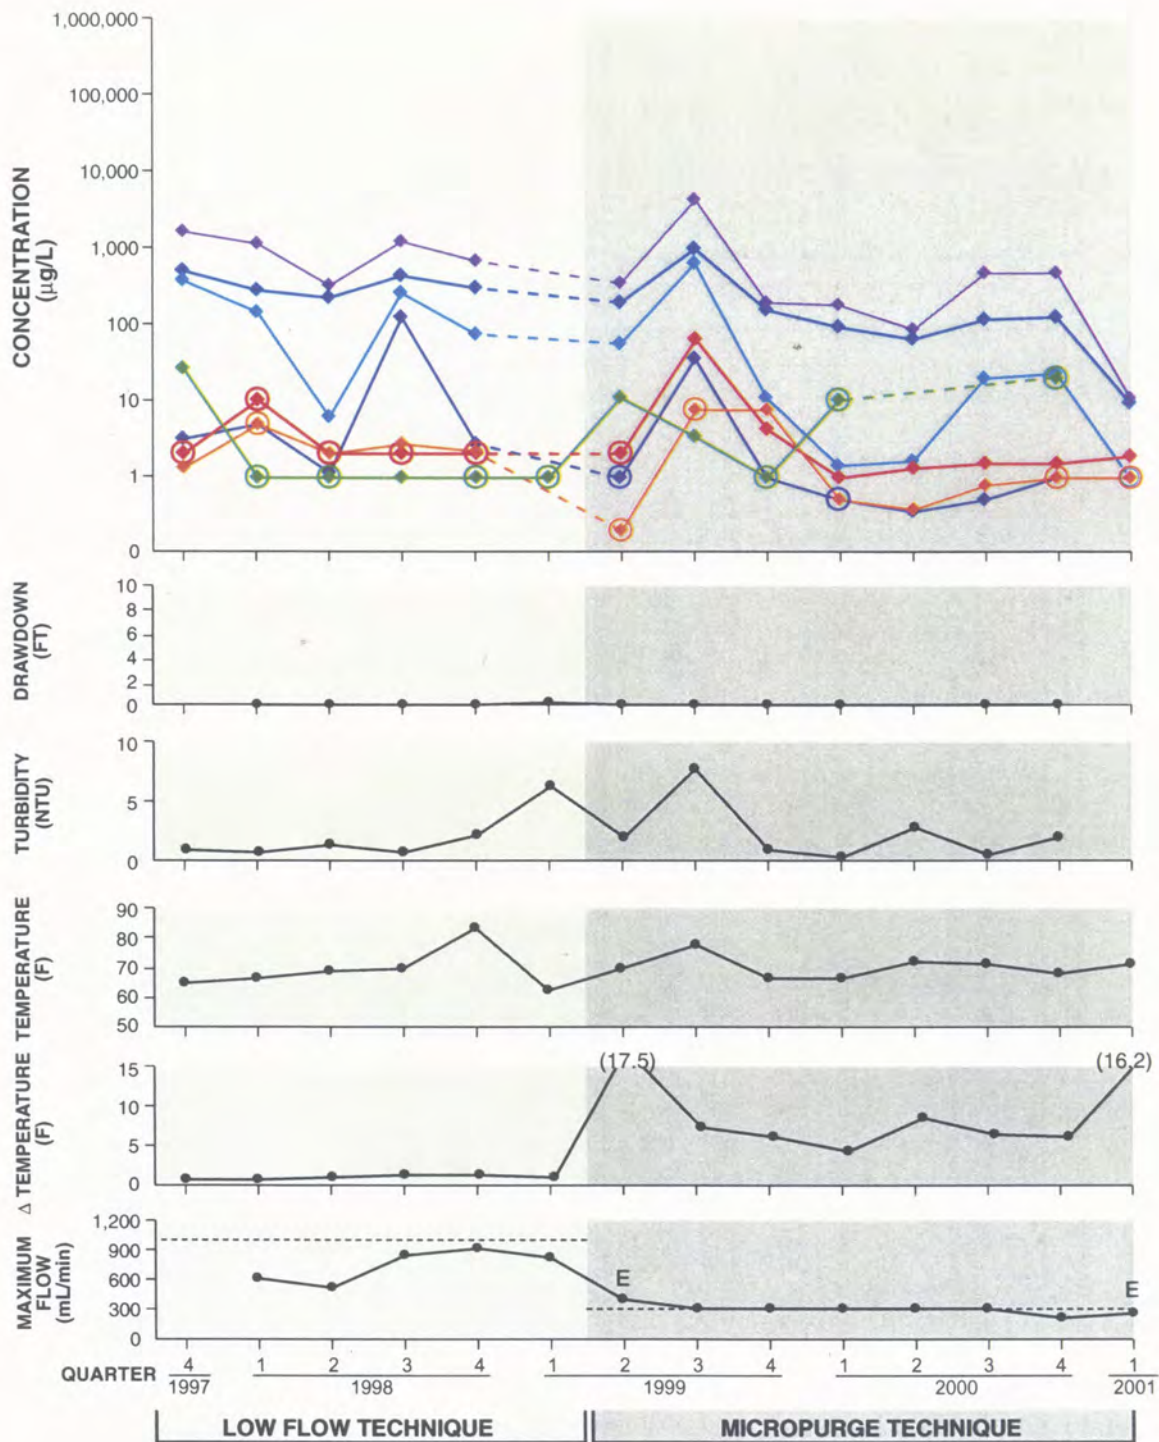 1,000,000
100,000
10,000
1,000
100
10
1
0
CONCENTRATION
(µg/L)
10
8
6
4
2
0
DRAWDOWN
(FT)
10
5
0
TURBIDITY
(NTU)
90
80
70
60
50
TEMPERATURE
(F)
(17.5)
(16.2)
15
10
5
0
Δ TEMPERATURE
(F)
1,200
900
600
300
0
MAXIMUM
FLOW
(mL/min)
E
E
QUARTER
4 1 2 3 4 1 2 3 4 1 2 3 4 1
1997 1998 1999 2000 2001
LOW FLOW TECHNIQUE MICROPURGE TECHNIQUE